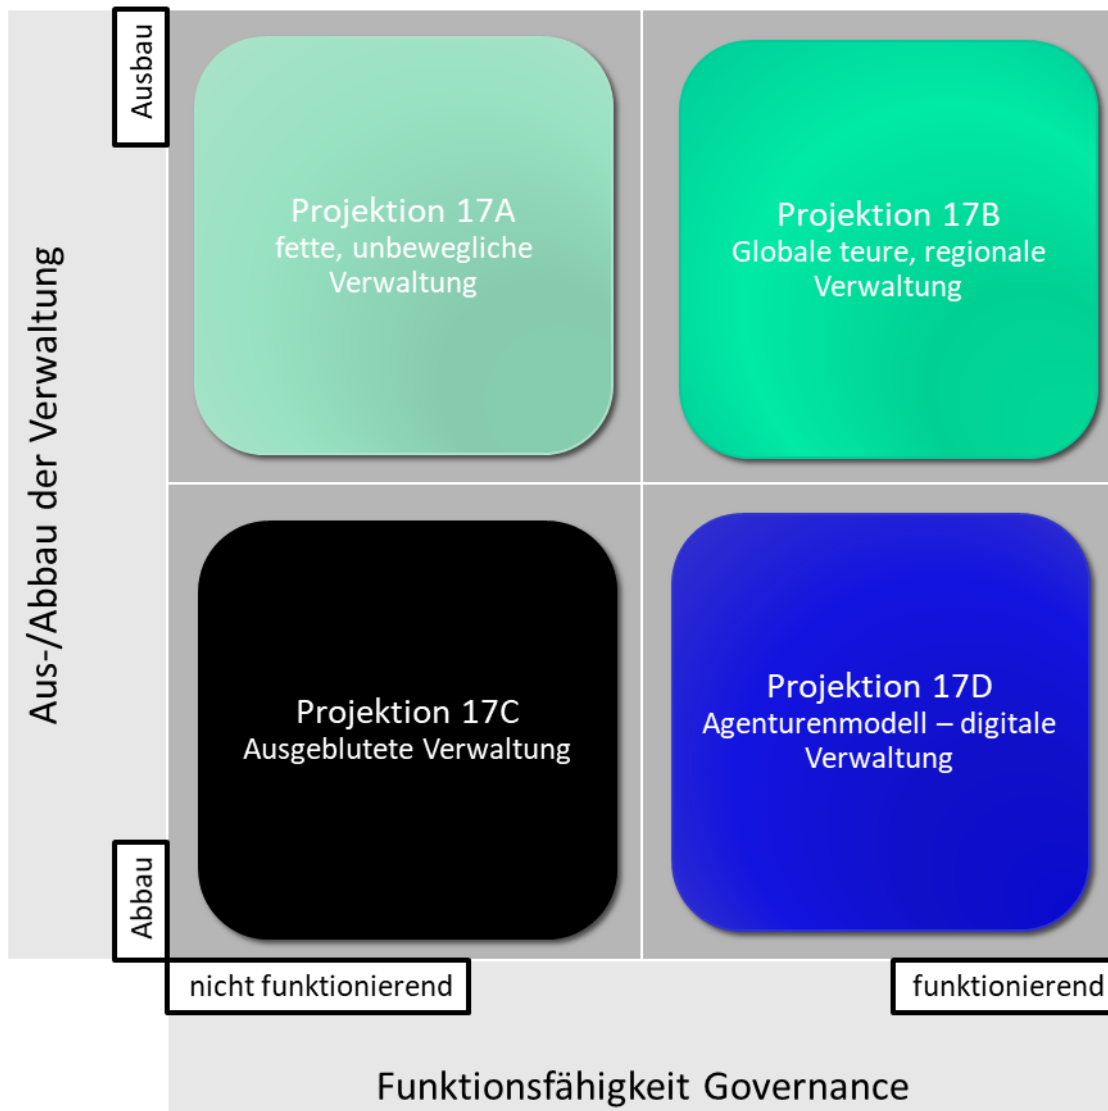 Ausbau
Projektion 17A
fette, unbewegliche
Verwaltung
Projektion 17B
Globale teure, regionale
Verwaltung
Aus-/Abbau der Verwaltung
Projektion 17C
Ausgeblutete Verwaltung
Projektion 17D
Agenturenmodell – digitale
Verwaltung
Abbau
nicht funktionierend
funktionierend
Funktionsfähigkeit Governance